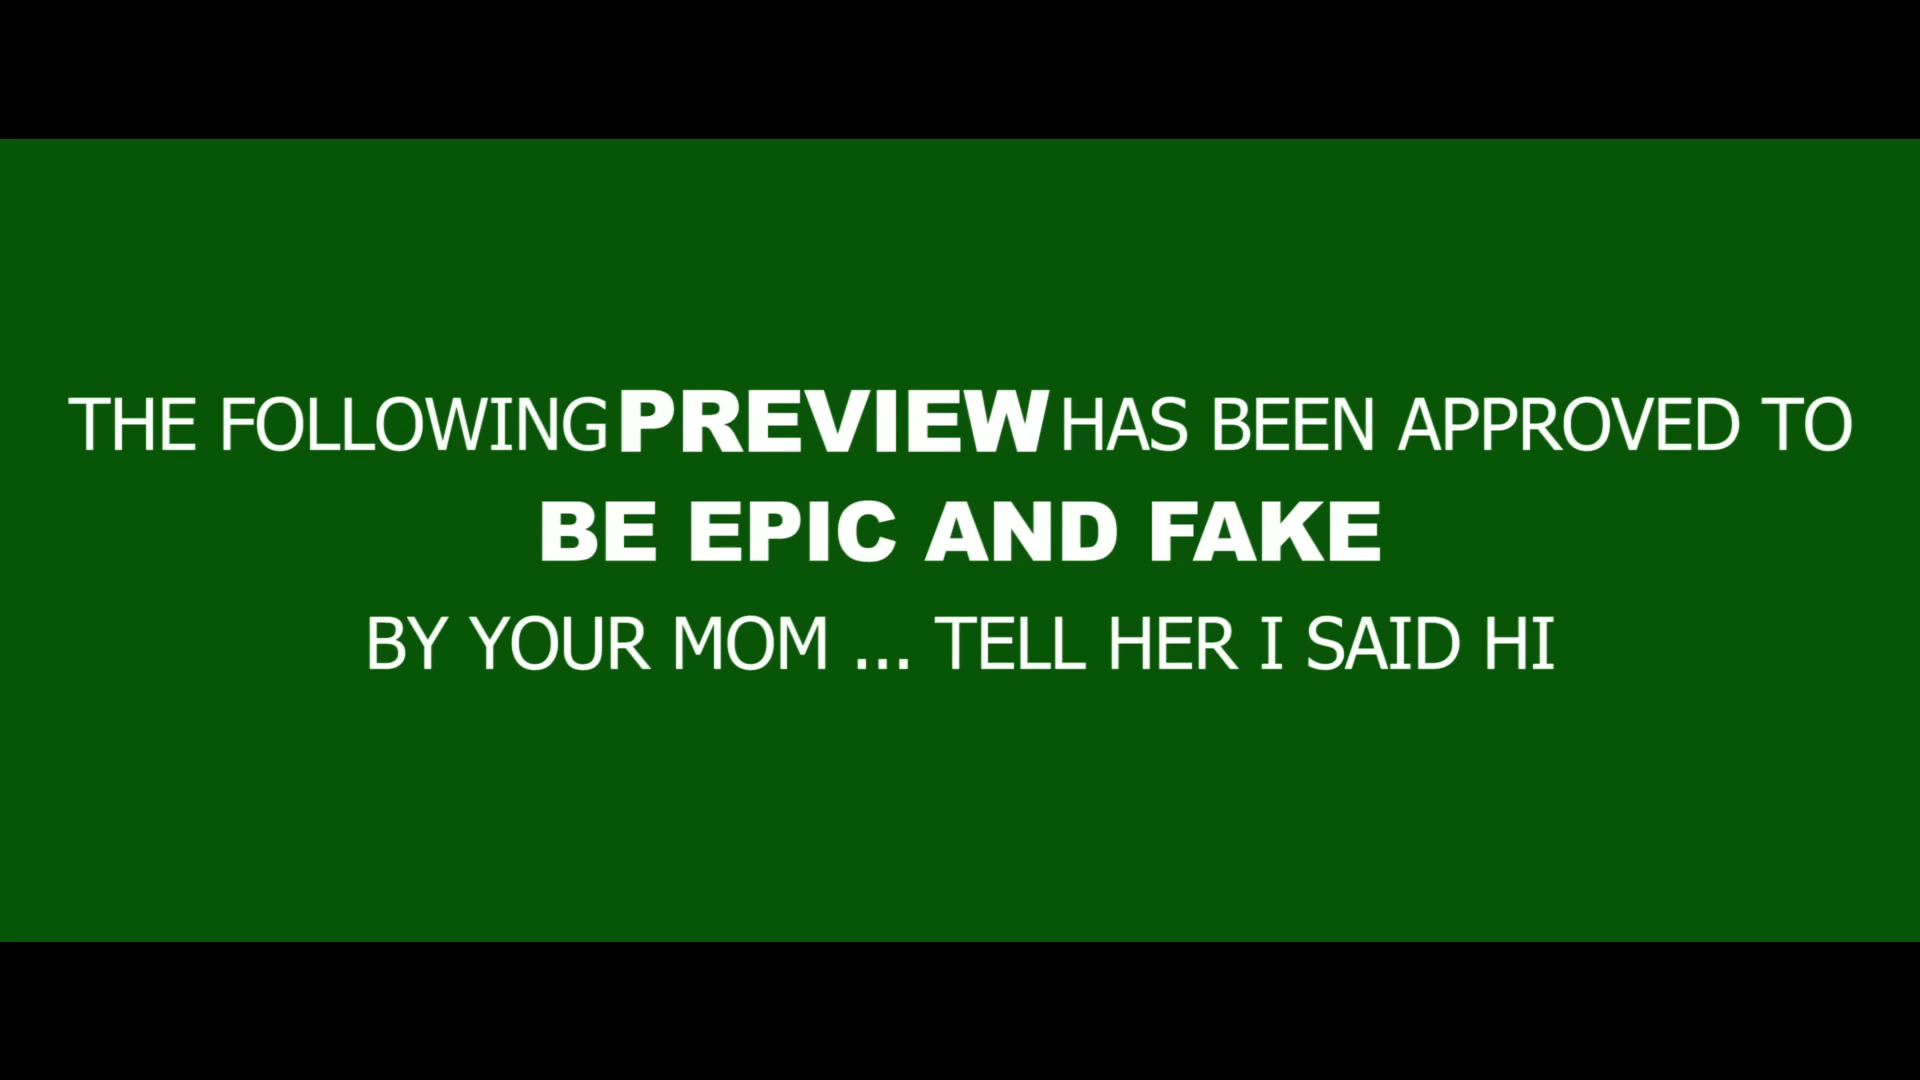 THE FOLLOWING PREVIEW HAS BEEN APPROVED TO
BE EPIC AND FAKE
BY YOUR MOM ... TELL HER I SAID HI